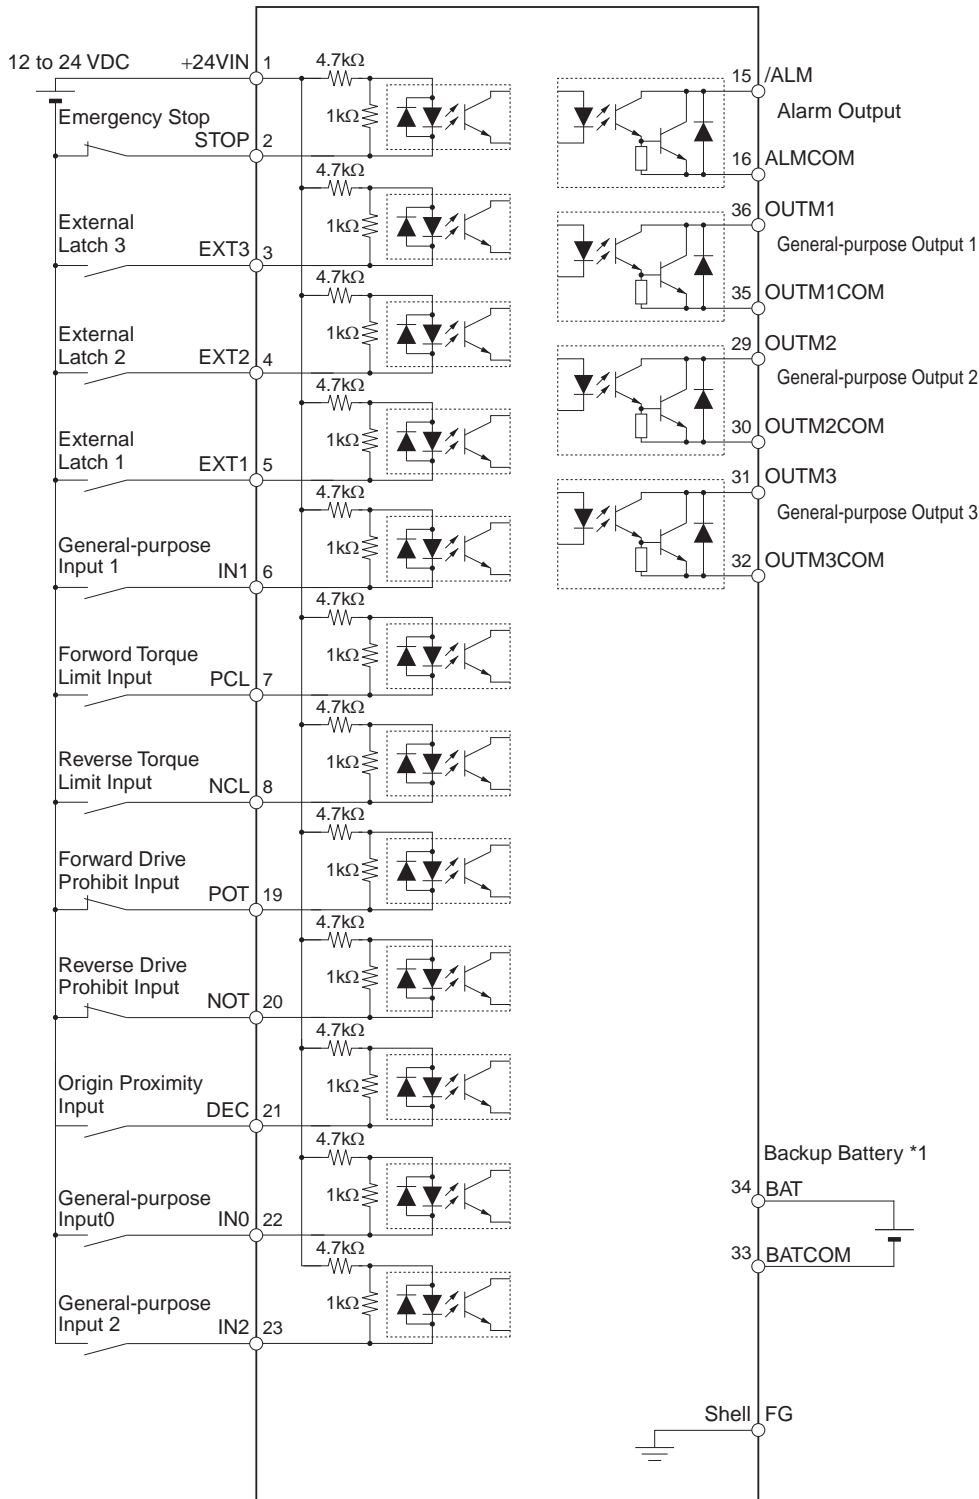 12 to 24 VDC
+24VIN 1
4.7kΩ
1kΩ
Emergency Stop
STOP 2
4.7kΩ
1kΩ
External
Latch 3
EXT3 3
4.7kΩ
1kΩ
External
Latch 2
EXT2 4
4.7kΩ
1kΩ
External
Latch 1
EXT1 5
4.7kΩ
1kΩ
General-purpose
Input 1
IN1 6
4.7kΩ
1kΩ
Forword Torque
Limit Input
PCL 7
4.7kΩ
1kΩ
Reverse Torque
Limit Input
NCL 8
4.7kΩ
1kΩ
Forward Drive
Prohibit Input
POT 19
4.7kΩ
1kΩ
Reverse Drive
Prohibit Input
NOT 20
4.7kΩ
1kΩ
Origin Proximity
Input
DEC 21
4.7kΩ
1kΩ
General-purpose
Input0
IN0 22
4.7kΩ
1kΩ
General-purpose
Input 2
IN2 23
15 /ALM
Alarm Output
16 ALMCOM
36 OUTM1
General-purpose Output 1
35 OUTM1COM
29 OUTM2
General-purpose Output 2
30 OUTM2COM
31 OUTM3
General-purpose Output 3
32 OUTM3COM
Backup Battery *1
34 BAT
33 BATCOM
Shell FG